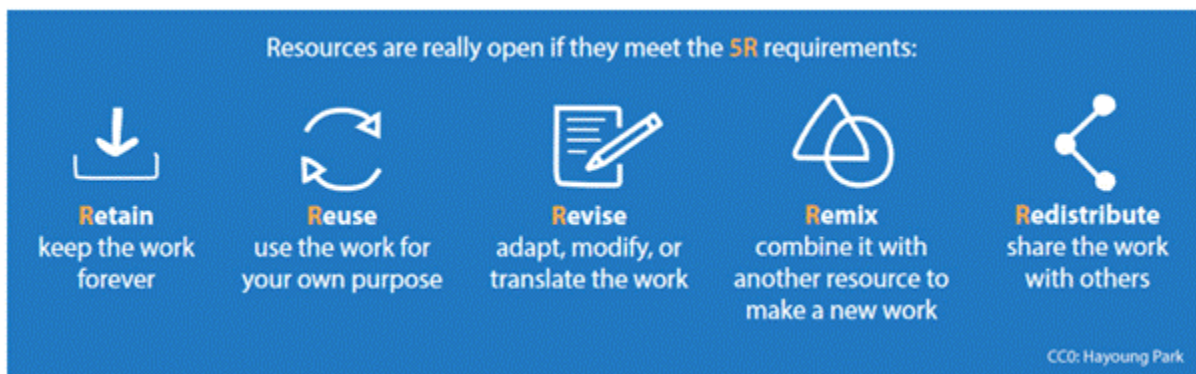 Resources are really open if they meet the 5R requirements:
Retain
keep the work
forever
Reuse
use the work for
your own purpose
Revise
adapt, modify, or
translate the work
Remix
combine it with
another resource to
make a new work
Redistribute
share the work
with others
CC0: Hayoung Park